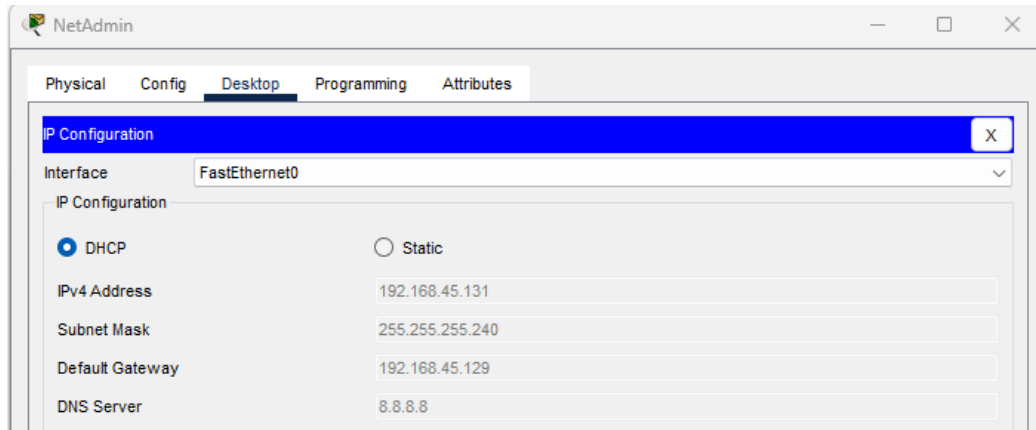 NetAdmin
Physical Config Desktop Programming Attributes
IP Configuration X
Interface FastEthernet0
IP Configuration
DHCP Static
IPv4 Address 192.168.45.131
Subnet Mask 255.255.255.240
Default Gateway 192.168.45.129
DNS Server 8.8.8.8